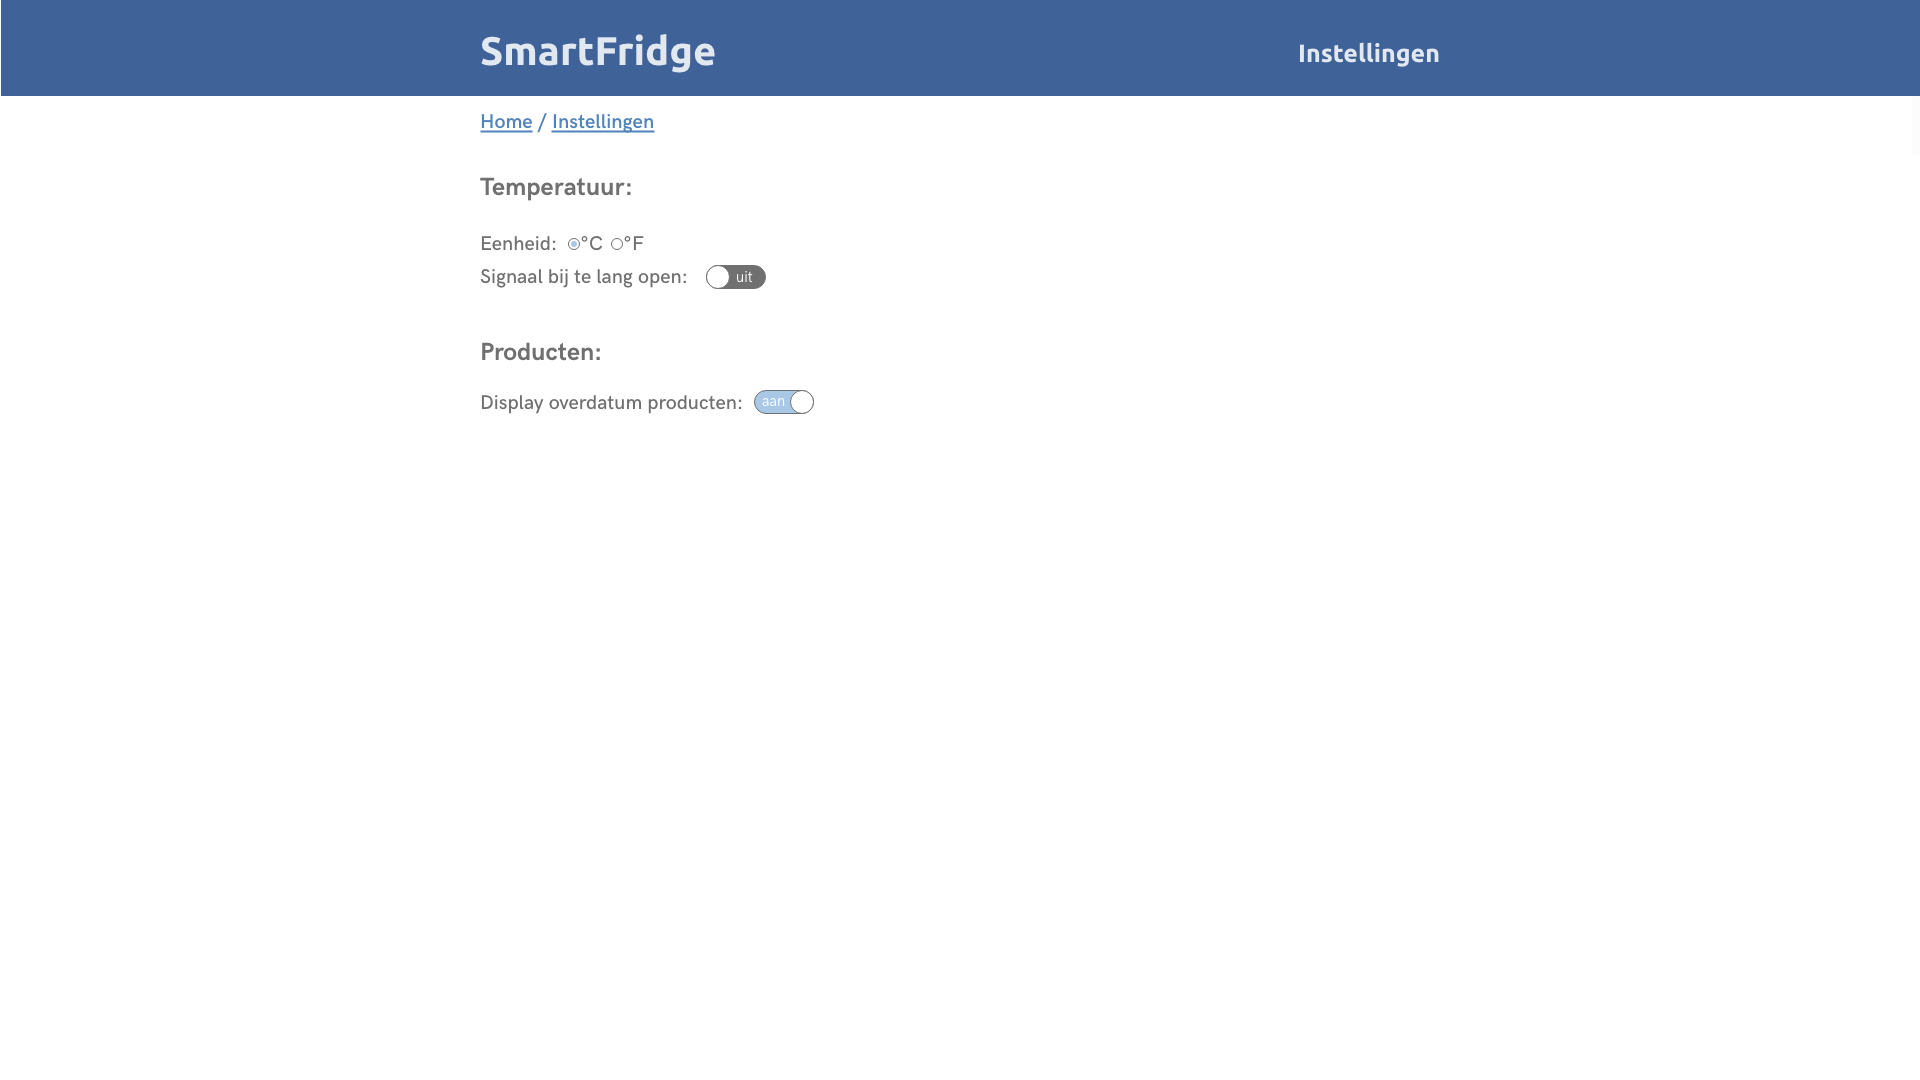 SmartFridge
Instellingen
Home / Instellingen
Temperatuur:
Eenheid: °C °F
Signaal bij te lang open: uit
Producten:
Display overdatum producten: aan